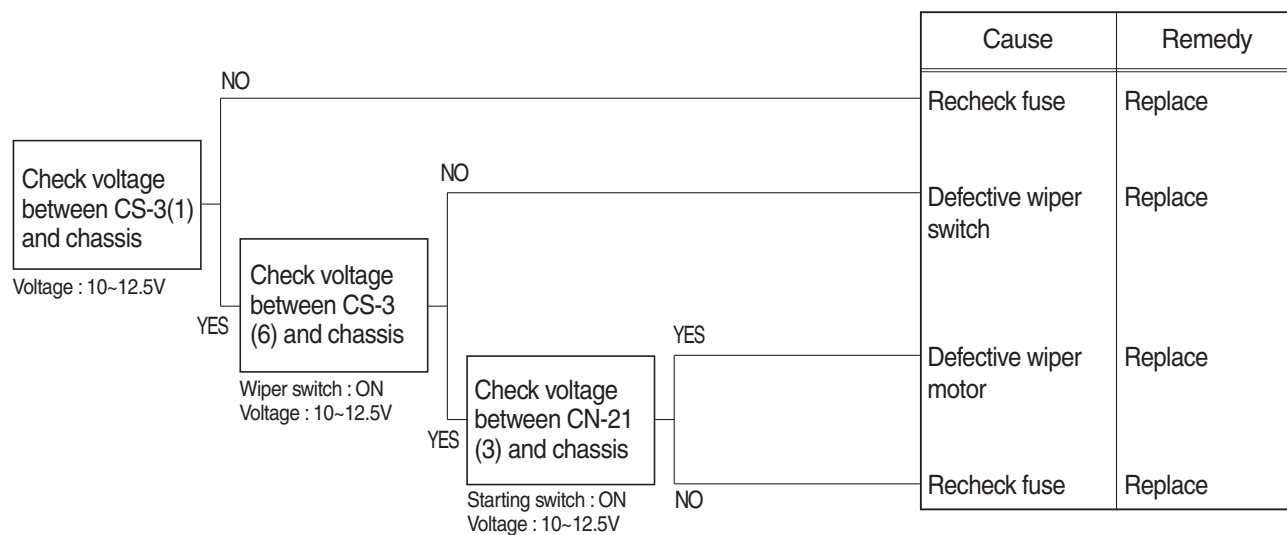 Cause
Remedy
NO
Recheck fuse
Replace
Check voltage
between CS-3(1)
and chassis
Voltage : 10~12.5V
NO
Defective wiper
switch
Replace
YES
Check voltage
between CS-3
(6) and chassis
Wiper switch : ON
Voltage : 10~12.5V
YES
Defective wiper
motor
Replace
YES
Check voltage
between CN-21
(3) and chassis
Starting switch : ON
Voltage : 10~12.5V
NO
Recheck fuse
Replace